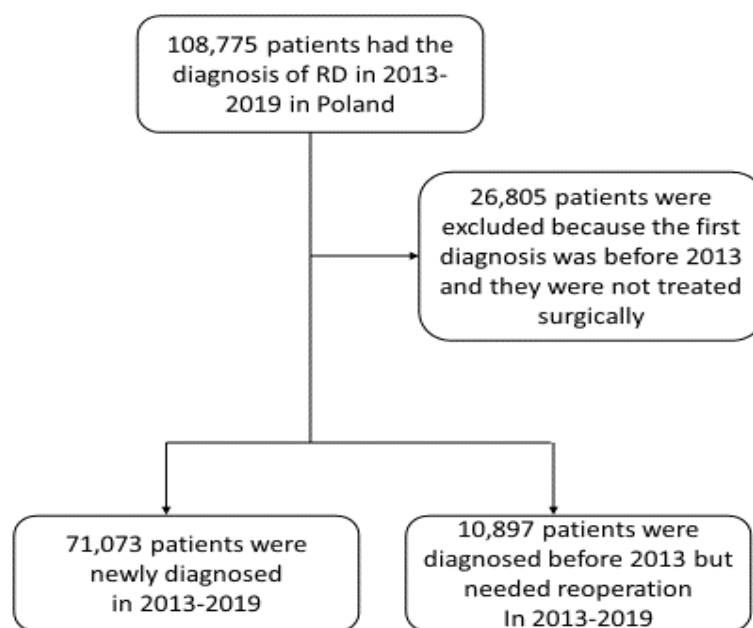 108,775 patients had the
diagnosis of RD in 2013-
2019 in Poland
26,805 patients were
excluded because the first
diagnosis was before 2013
and they were not treated
surgically
71,073 patients were
newly diagnosed
in 2013-2019
10,897 patients were
diagnosed before 2013 but
needed reoperation
In 2013-2019